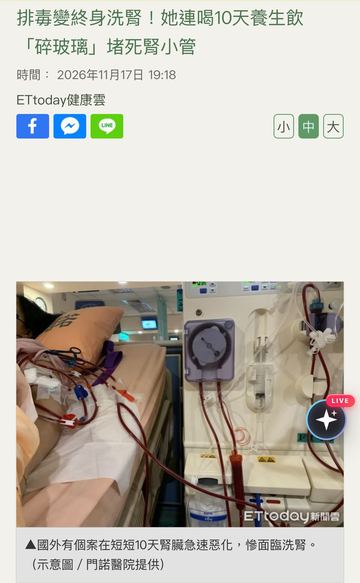 排毒變終身洗腎！她連喝10天養生飲
「碎玻璃」堵死腎小管
時間： 2026年11月17日 19:18
ETtoday健康雲
LINE
小 中 大
LIVE
ETtoday新聞雲
▲國外有個案在短短10天腎臟急速惡化，慘面臨洗腎。
（示意圖／門諾醫院提供）